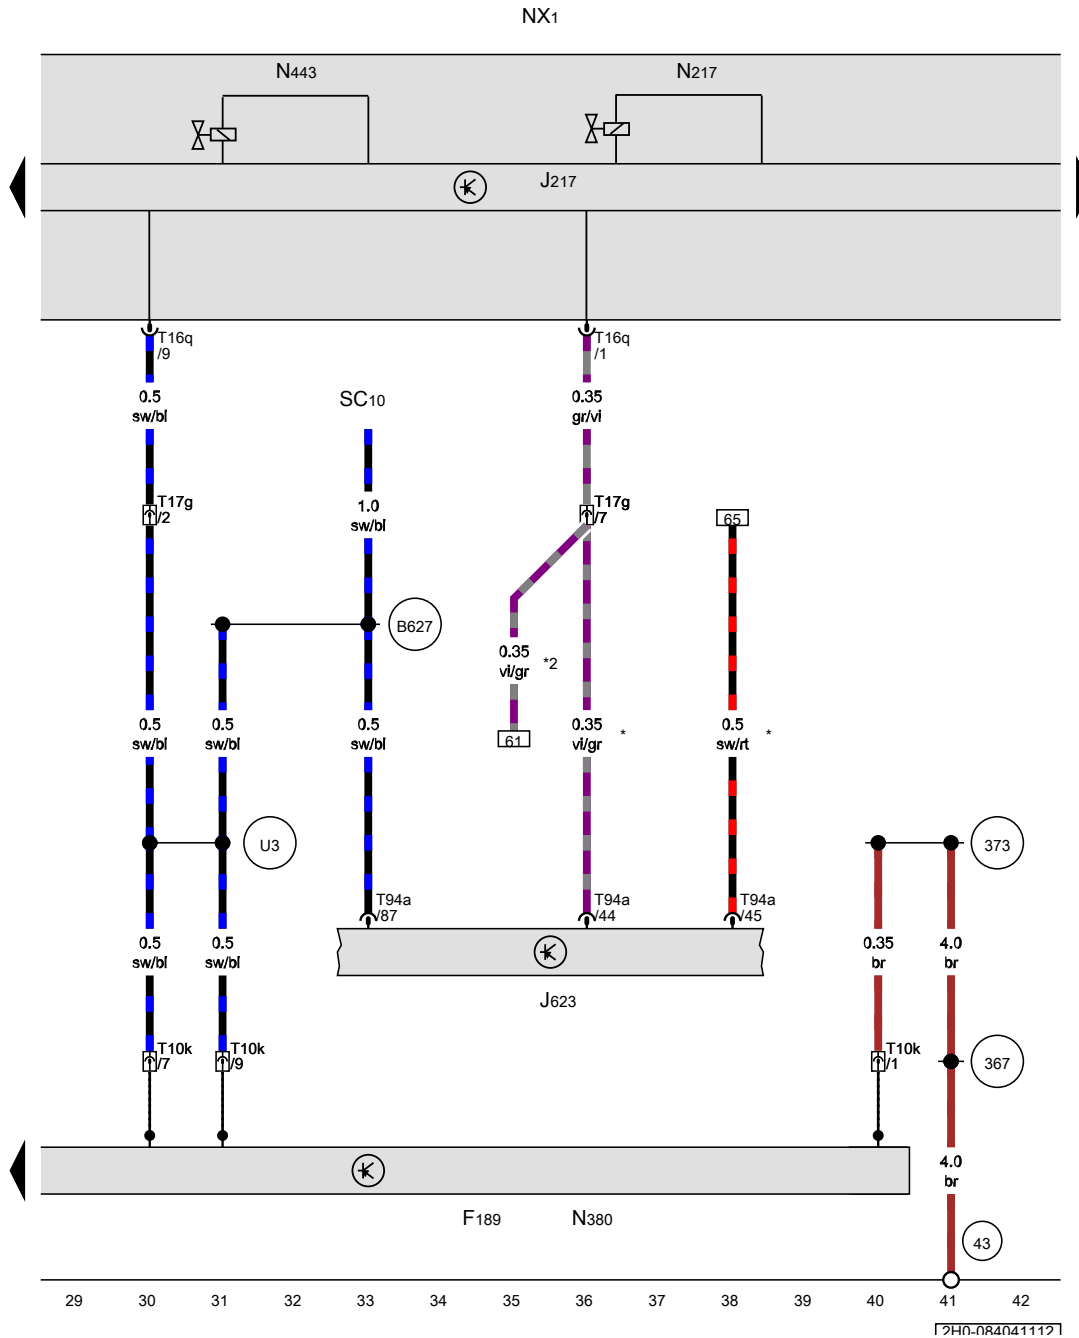 NX1
N443
N217
J217
T16q
/9
T16q
/1
0.5
sw/bl
SC10
0.35
gr/vi
T17g
/2
1.0
sw/bl
T17g
/7
65
B627
0.35
vi/gr
*2
0.5
sw/bl
0.5
sw/bl
0.5
sw/bl
61
0.35
vi/gr
*
0.5
sw/rt
*
U3
373
T94a
/87
T94a
/44
T94a
/45
0.5
sw/bl
0.5
sw/bl
0.35
br
4.0
br
J623
T10k
/7
T10k
/9
T10k
/1
367
4.0
br
F189
N380
43
29 30 31 32 33 34 35 36 37 38 39 40 41 42
2H0-084041112